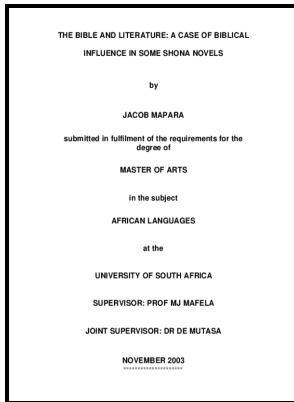 THE BIBLE AND LITERATURE: A CASE OF BIBLICAL
INFLUENCE IN SOME SHONA NOVELS
by
JACOB MAPARA
submitted in fulfilment of the requirements for the
degree of
MASTER OF ARTS
in the subject
AFRICAN LANGUAGES
at the
UNIVERSITY OF SOUTH AFRICA
SUPERVISOR: PROF MJ MAFELA
JOINT SUPERVISOR: DR DE MUTASA
NOVEMBER 2003